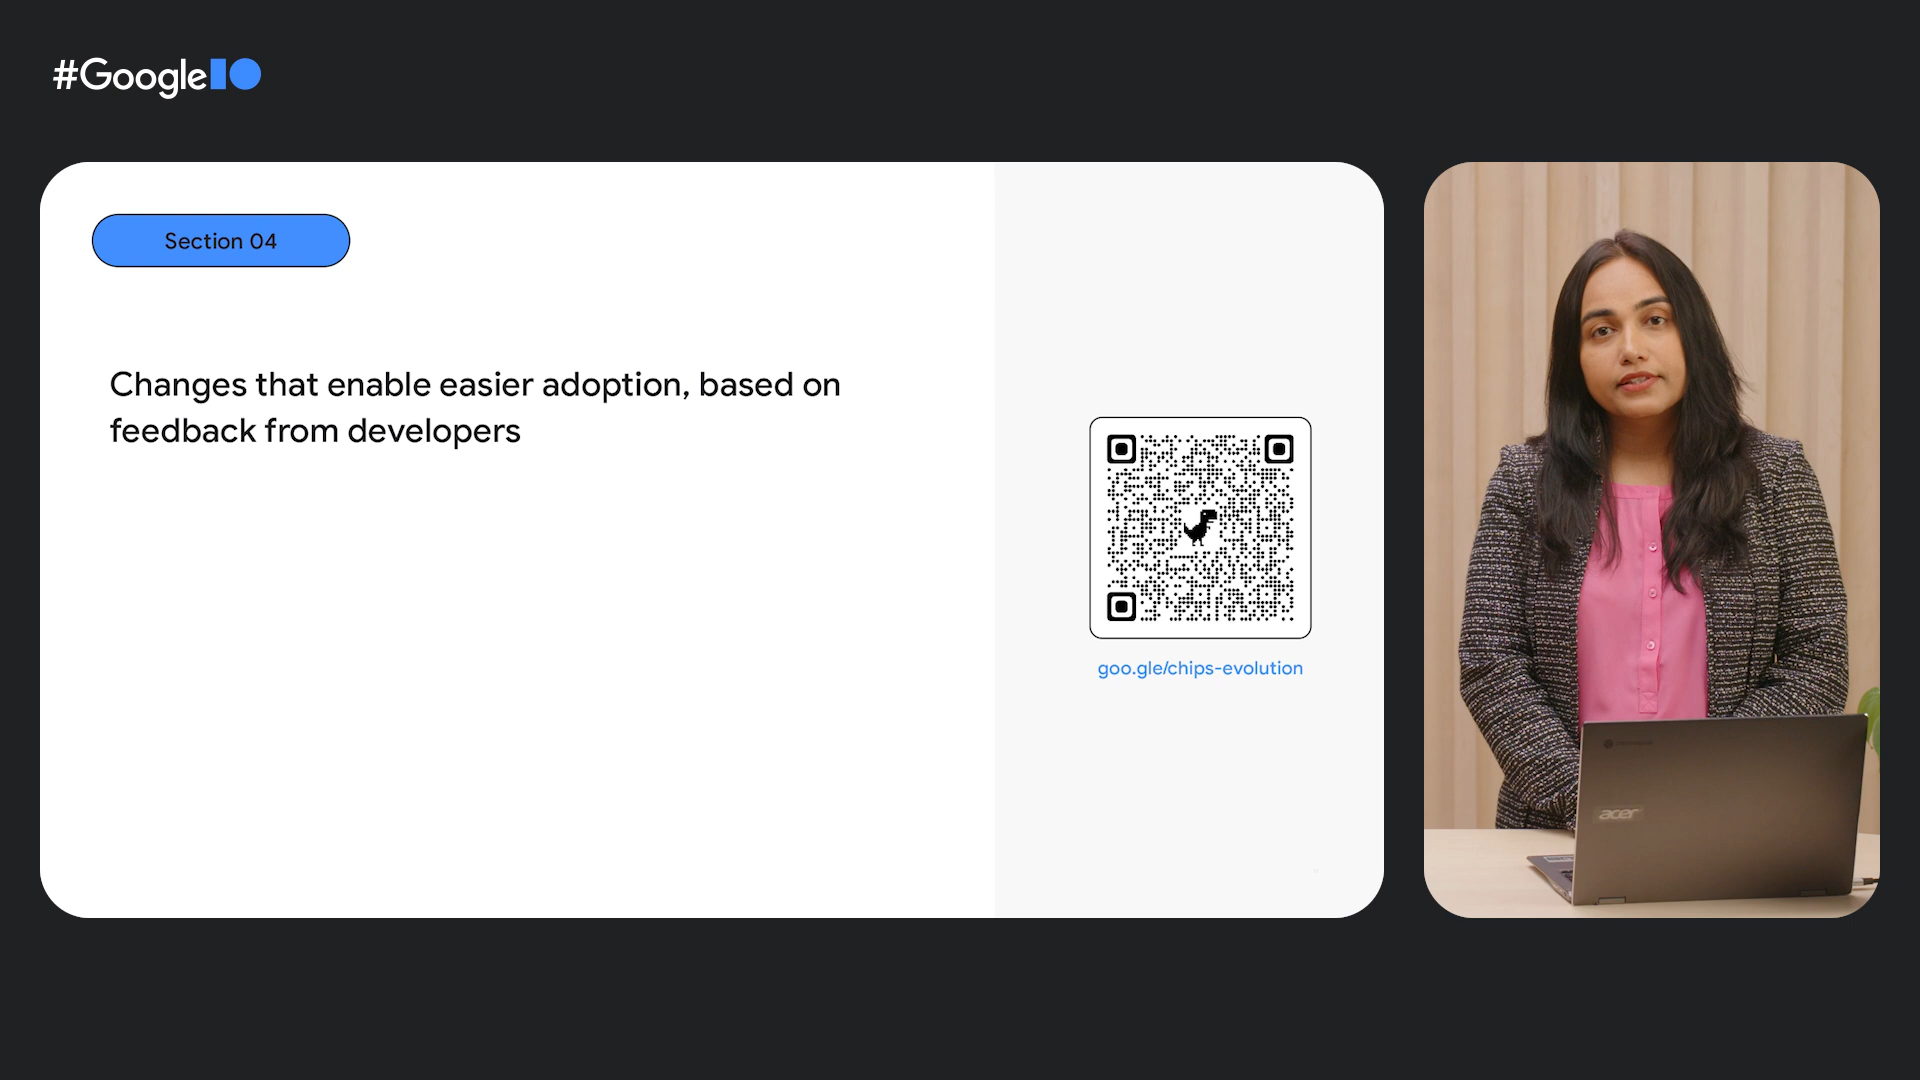 #GoogleIO
Section 04
Changes that enable easier adoption, based on
feedback from developers
goo.gle/chips-evolution
acer